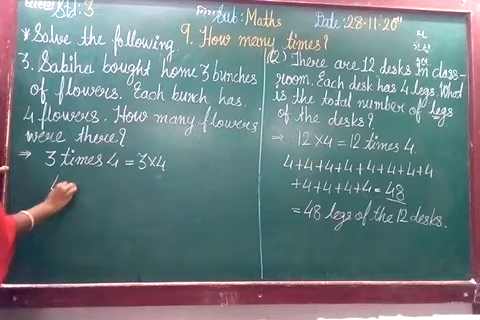 Std:3 Sub: Maths Date:28-11-20
9. How many times?
* Solve the following.
3. Sabiha bought home 3 bunches
of flowers. Each bunch has
4 flowers. How many flowers
were there?
⇒ 3 times 4 = 3×4
4
Q) There are 12 desks in class-
room. Each desk has 4 legs. What
is the total number of legs
of the desks?
⇒ 12×4 = 12 times 4.
4+4+4+4+4+4+4+4
+4+4+4+4 = 48
= 48 legs of the 12 desks.